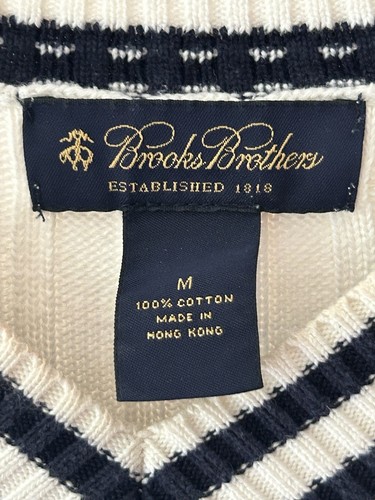 Brooks Brothers
ESTABLISHED 1818
M
100% COTTON
MADE IN
HONG KONG